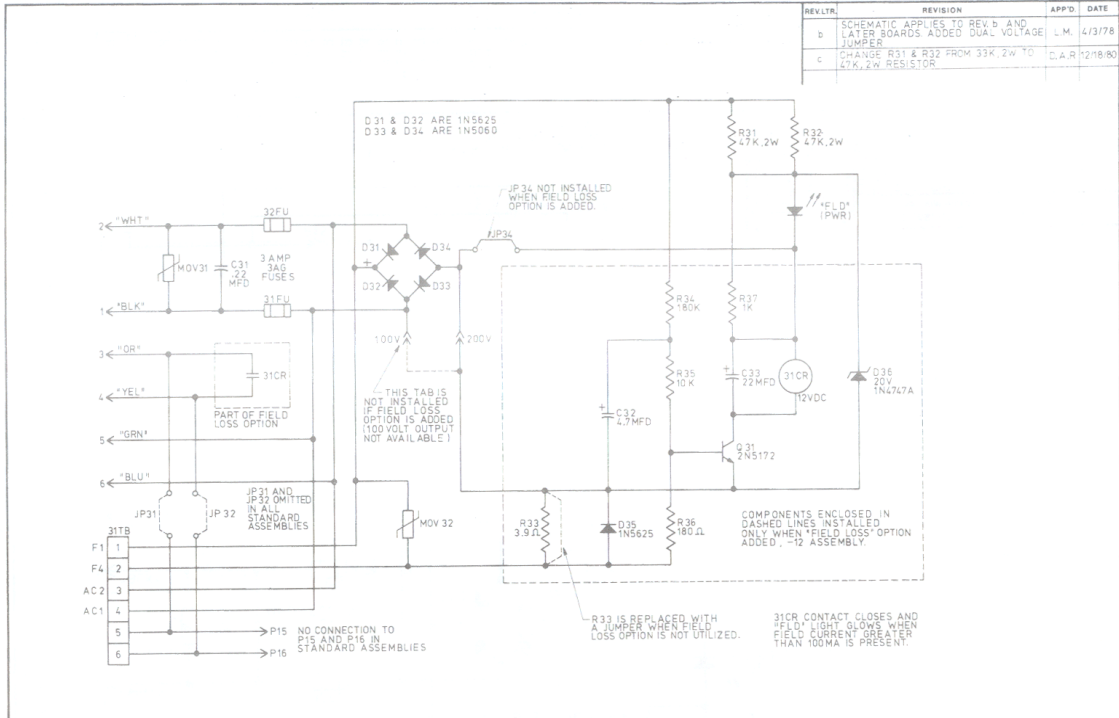 REV.LTR. REVISION APP'D DATE
b SCHEMATIC APPLIES TO REV. b AND LATER BOARDS. ADDED DUAL VOLTAGE JUMPER L.M. 4/3/78
c CHANGE R31 & R32 FROM 33K, 2W TO 47K, 2W RESISTOR D.A.R 12/18/80
D31 & D32 ARE 1N5625
D33 & D34 ARE 1N5060
R31
47K,2W
R32
47K,2W
JP34 NOT INSTALLED
WHEN FIELD LOSS
OPTION IS ADDED.
"FLD"
(PWR)
2 "WHT"
32FU
JP34
D31
D34
MOV31
C31
.22
MFD
3 AMP
3AG
FUSES
+
D32
D33
R34
180K
R37
1K
1 "BLK"
31FU
100V
200V
3 "OR"
31CR
R35
10K
+
C33
22MFD
31CR
12VDC
D36
20V
1N4747A
4 "YEL"
PART OF FIELD
LOSS OPTION
THIS TAB IS
NOT INSTALLED
IF FIELD LOSS
OPTION IS ADDED
(100 VOLT OUTPUT
NOT AVAILABLE)
+
C32
4.7MFD
5 "GRN"
Q31
2N5172
6 "BLU"
JP31
JP32
JP31 AND
JP32 OMITTED
IN ALL
STANDARD
ASSEMBLIES
MOV 32
R33
3.9Ω
D35
1N5625
R36
180Ω
COMPONENTS ENCLOSED IN
DASHED LINES INSTALLED
ONLY WHEN "FIELD LOSS" OPTION
ADDED, -12 ASSEMBLY.
31TB
F1 1
F4 2
AC2 3
AC1 4
5 P15
6 P16
NO CONNECTION TO
P15 AND P16 IN
STANDARD ASSEMBLIES
R33 IS REPLACED WITH
A JUMPER WHEN FIELD
LOSS OPTION IS NOT UTILIZED.
31CR CONTACT CLOSES AND
"FLD" LIGHT GLOWS WHEN
FIELD CURRENT GREATER
THAN 100MA IS PRESENT.